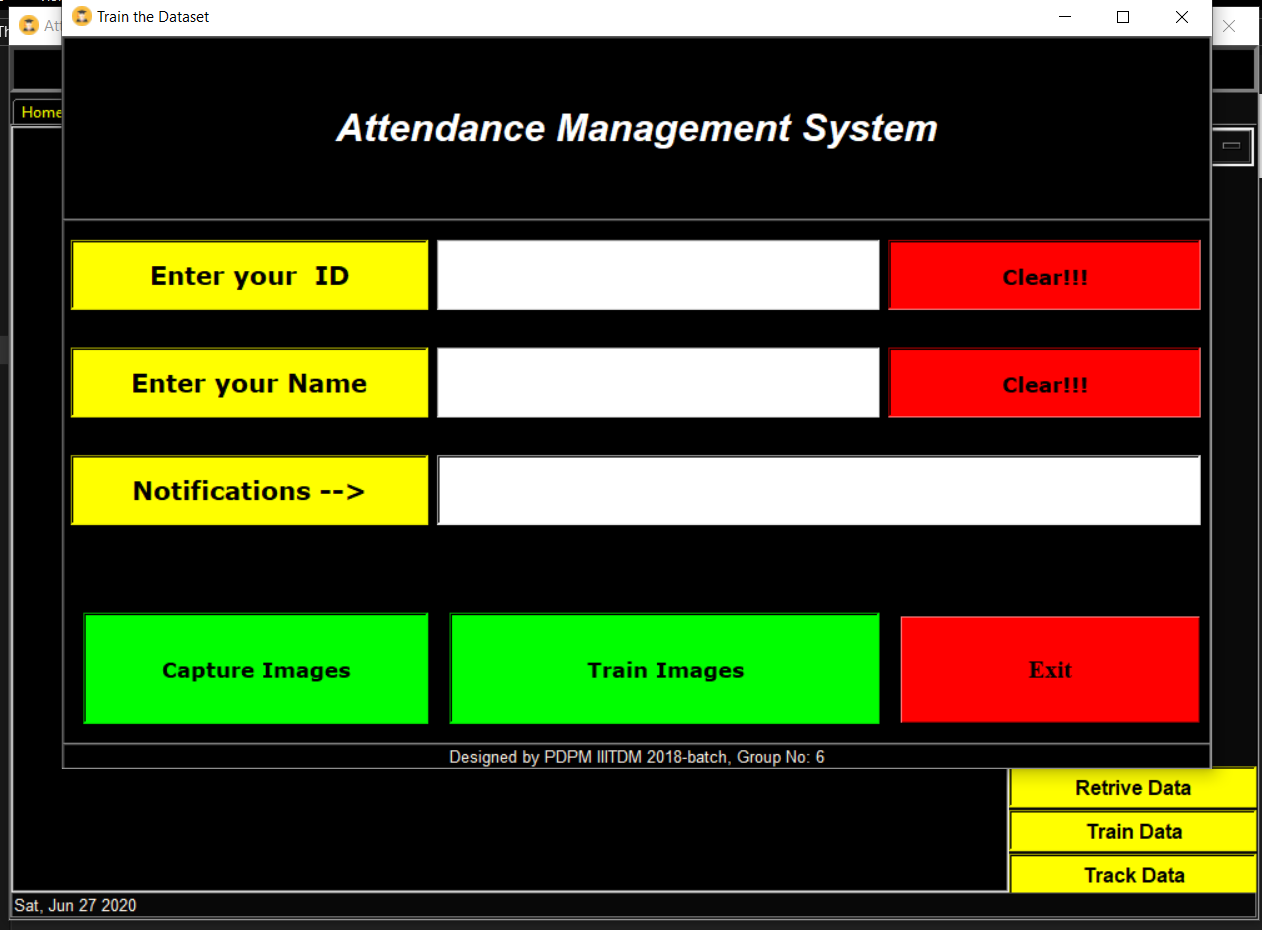 Train the Dataset
Home
Attendance Management System
Enter your  ID
Clear!!!
Enter your Name
Clear!!!
Notifications -->
Capture Images
Train Images
Exit
Designed by PDPM IIITDM 2018-batch, Group No: 6
Retrive Data
Train Data
Track Data
Sat, Jun 27 2020